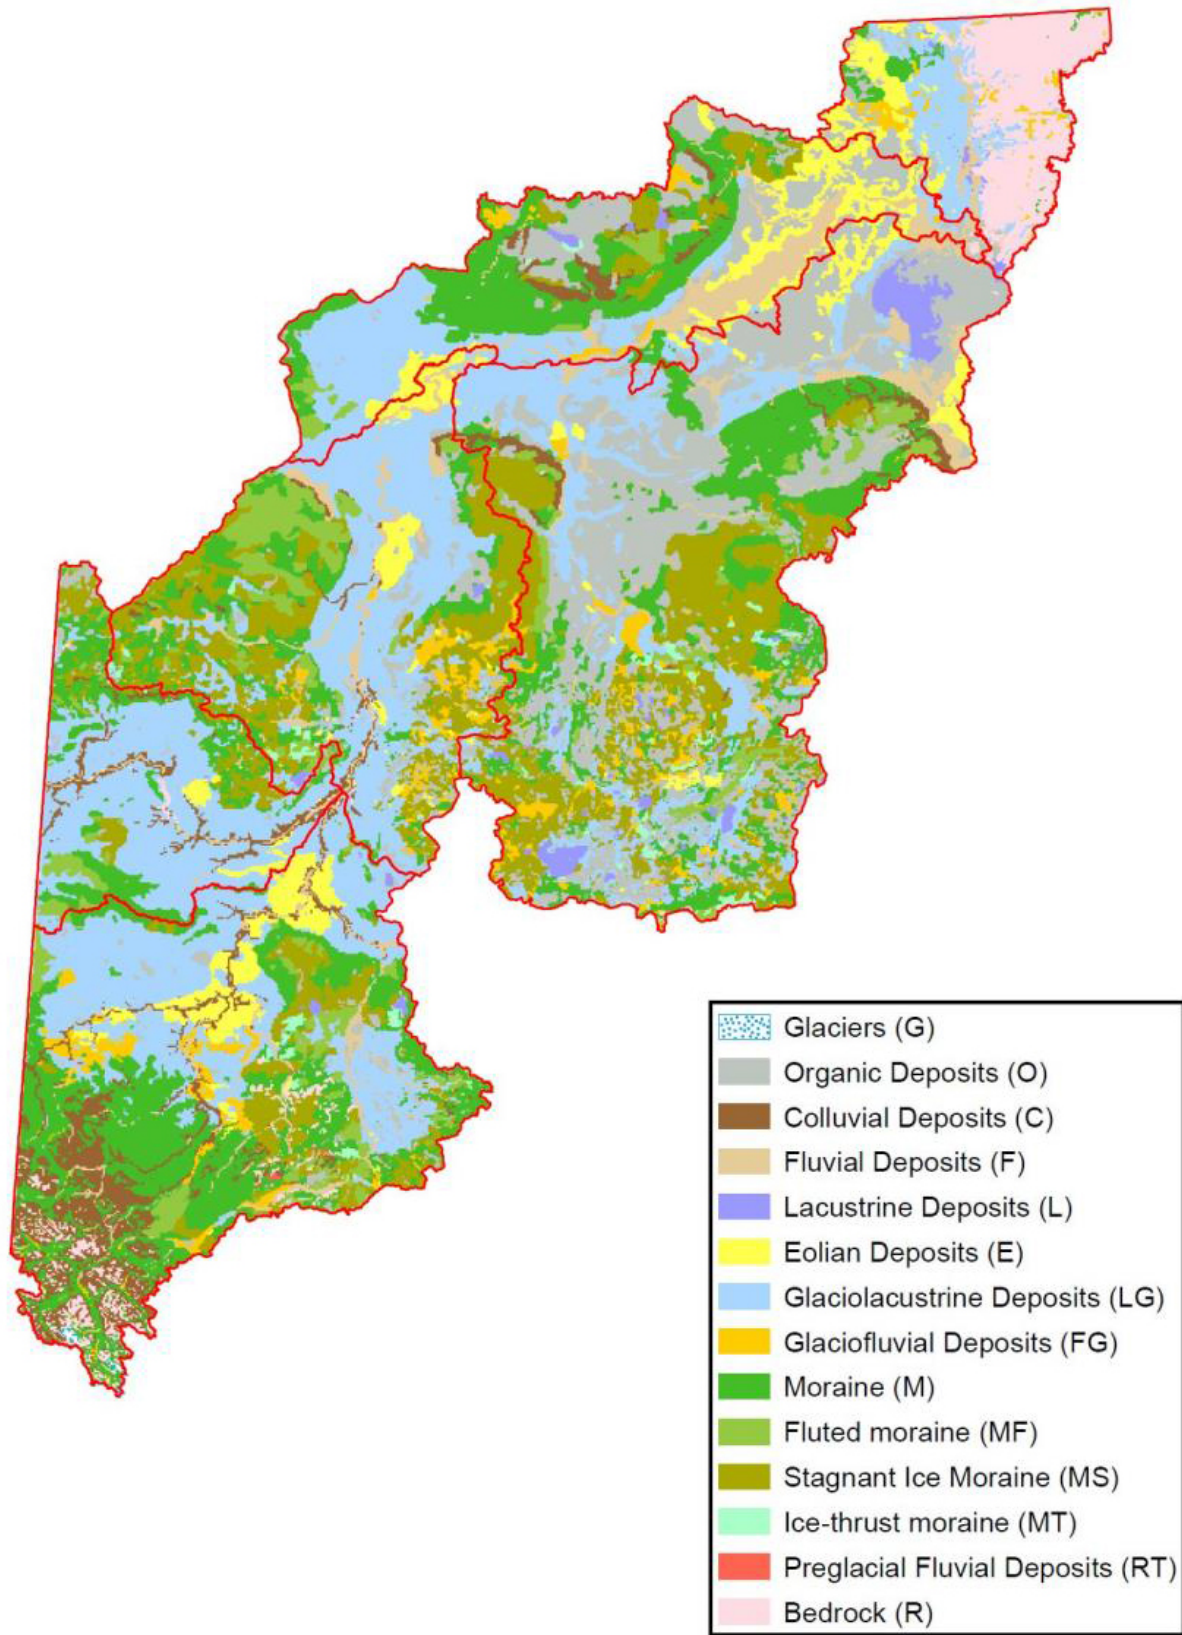 Glaciers (G)
Organic Deposits (O)
Colluvial Deposits (C)
Fluvial Deposits (F)
Lacustrine Deposits (L)
Eolian Deposits (E)
Glaciolacustrine Deposits (LG)
Glaciofluvial Deposits (FG)
Moraine (M)
Fluted moraine (MF)
Stagnant Ice Moraine (MS)
Ice-thrust moraine (MT)
Preglacial Fluvial Deposits (RT)
Bedrock (R)